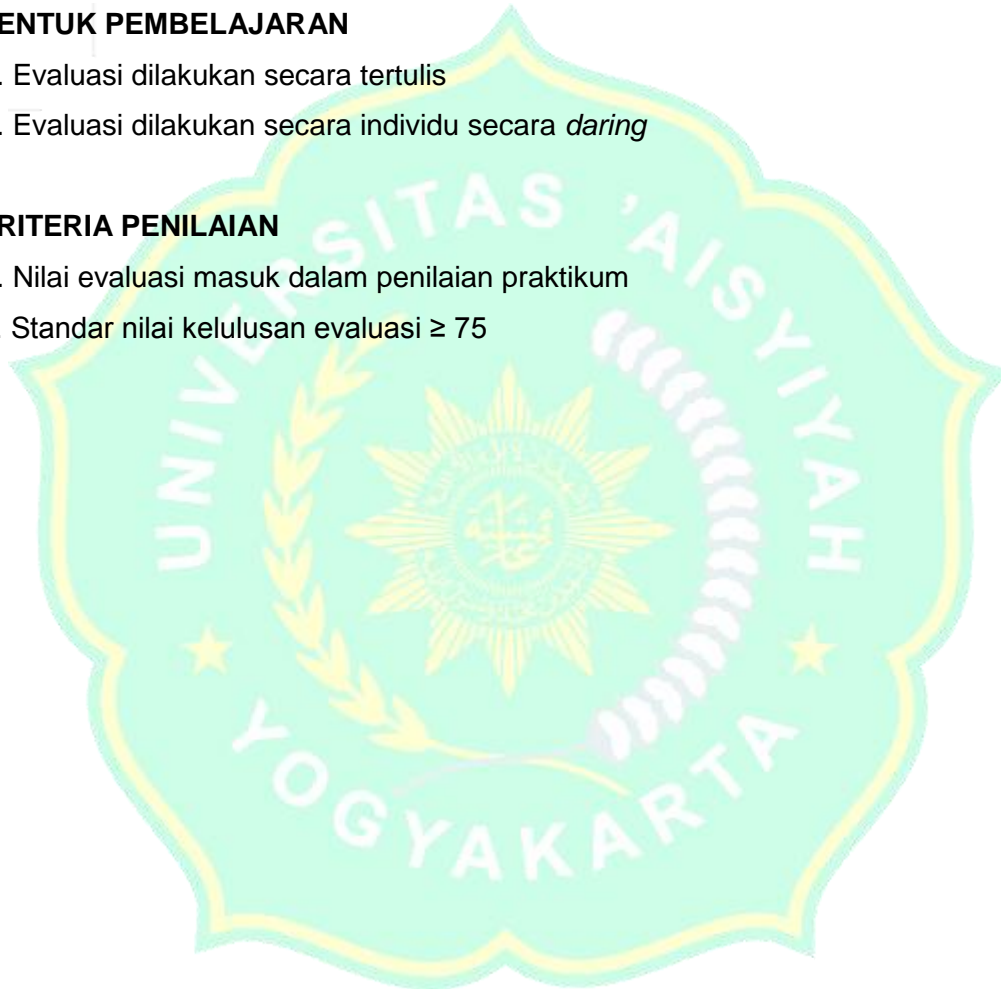 ENTUK PEMBELAJARAN
. Evaluasi dilakukan secara tertulis
. Evaluasi dilakukan secara individu secara daring
RITERIA PENILAIAN
. Nilai evaluasi masuk dalam penilaian praktikum
. Standar nilai kelulusan evaluasi ≥ 75
UNIVERSITAS 'AISYIYAH
YOGYAKARTA